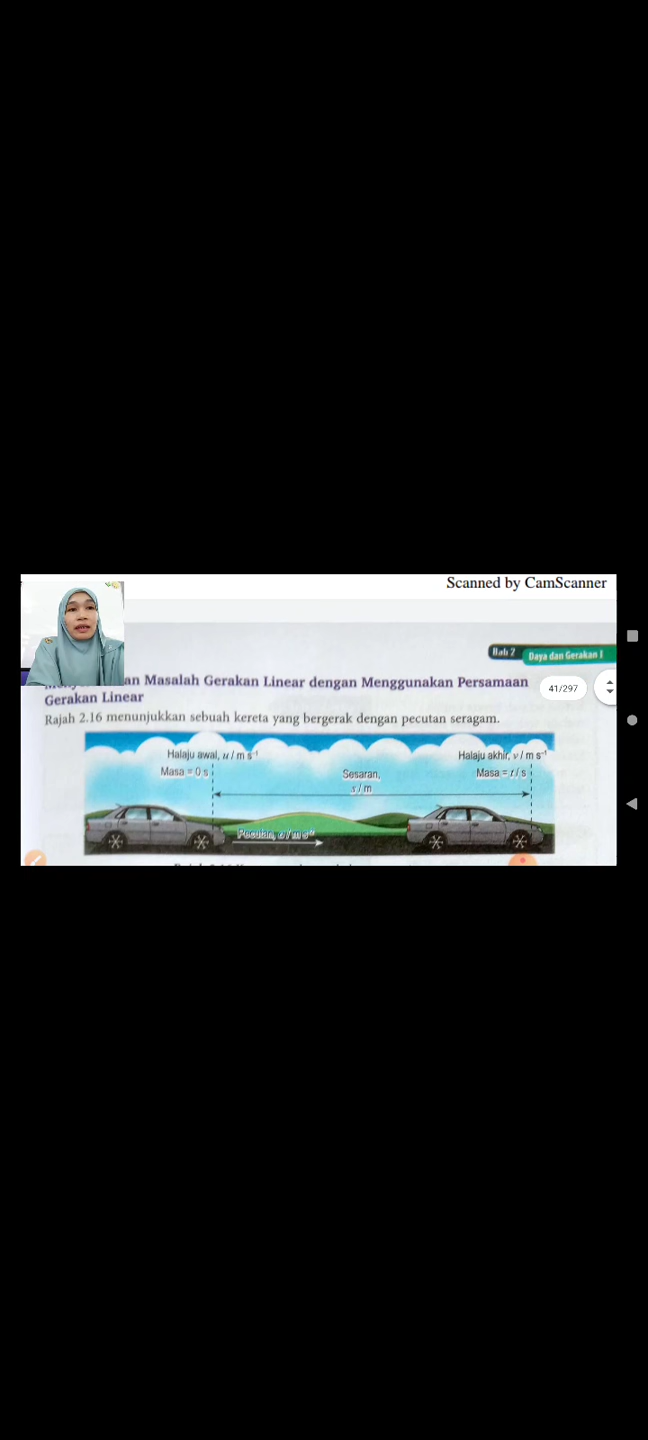 Scanned by CamScanner
Bab 2 Daya dan Gerakan I
an Masalah Gerakan Linear dengan Menggunakan Persamaan
41/297
Gerakan Linear
Rajah 2.16 menunjukkan sebuah kereta yang bergerak dengan pecutan seragam.
Halaju awal, u / m s⁻¹
Halaju akhir, v / m s⁻¹
Masa = 0 s
Sesaran,
Masa = t / s
s / m
Pecutan, a / m s⁻²